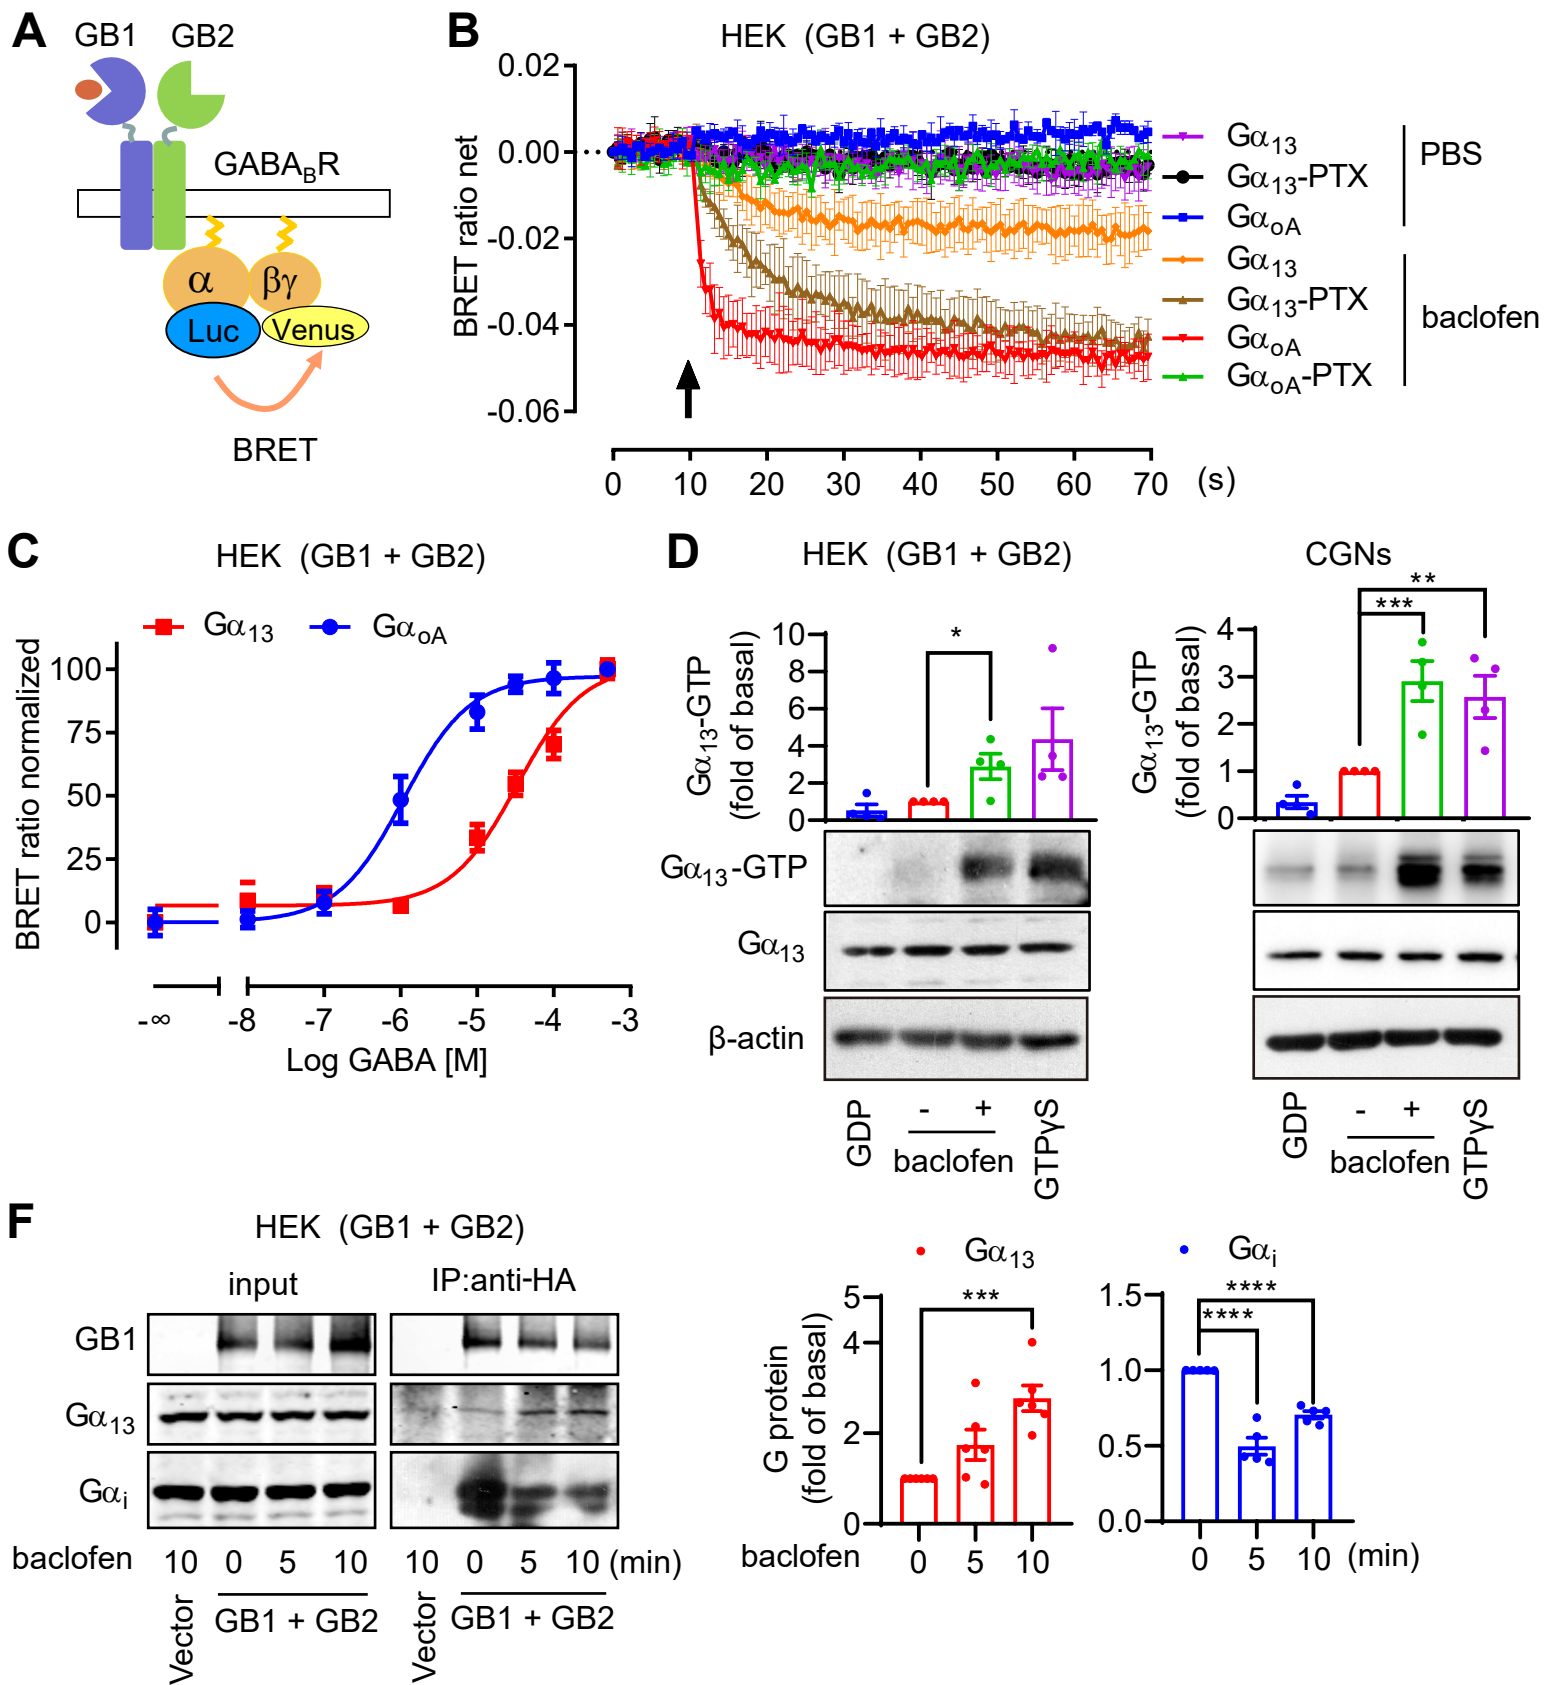 A
GB1 GB2
GABA_BR
α βγ
Luc Venus
BRET
B
HEK (GB1 + GB2)
BRET ratio net
0.02
0.00
-0.02
-0.04
-0.06
0 10 20 30 40 50 60 70 (s)
Gα13
Gα13-PTX
GαoA
PBS
Gα13
Gα13-PTX
GαoA
GαoA-PTX
baclofen
C
HEK (GB1 + GB2)
Gα13 GαoA
BRET ratio normalized
100
75
50
25
0
-∞ -8 -7 -6 -5 -4 -3
Log GABA [M]
D
HEK (GB1 + GB2)
Gα13-GTP
(fold of basal)
10
8
6
4
2
0
*
Gα13-GTP
Gα13
β-actin
GDP - + GTPγS
baclofen
CGNs
Gα13-GTP
(fold of basal)
4
3
2
1
0
**
***
GDP - + GTPγS
baclofen
F
HEK (GB1 + GB2)
input IP:anti-HA
GB1
Gα13
Gαi
baclofen 10 0 5 10 10 0 5 10 (min)
Vector GB1 + GB2 Vector GB1 + GB2
Gα13
G protein
(fold of basal)
5
4
2
0
***
baclofen 0 5 10
Gαi
1.5
1.0
0.5
0.0
****
****
0 5 10 (min)